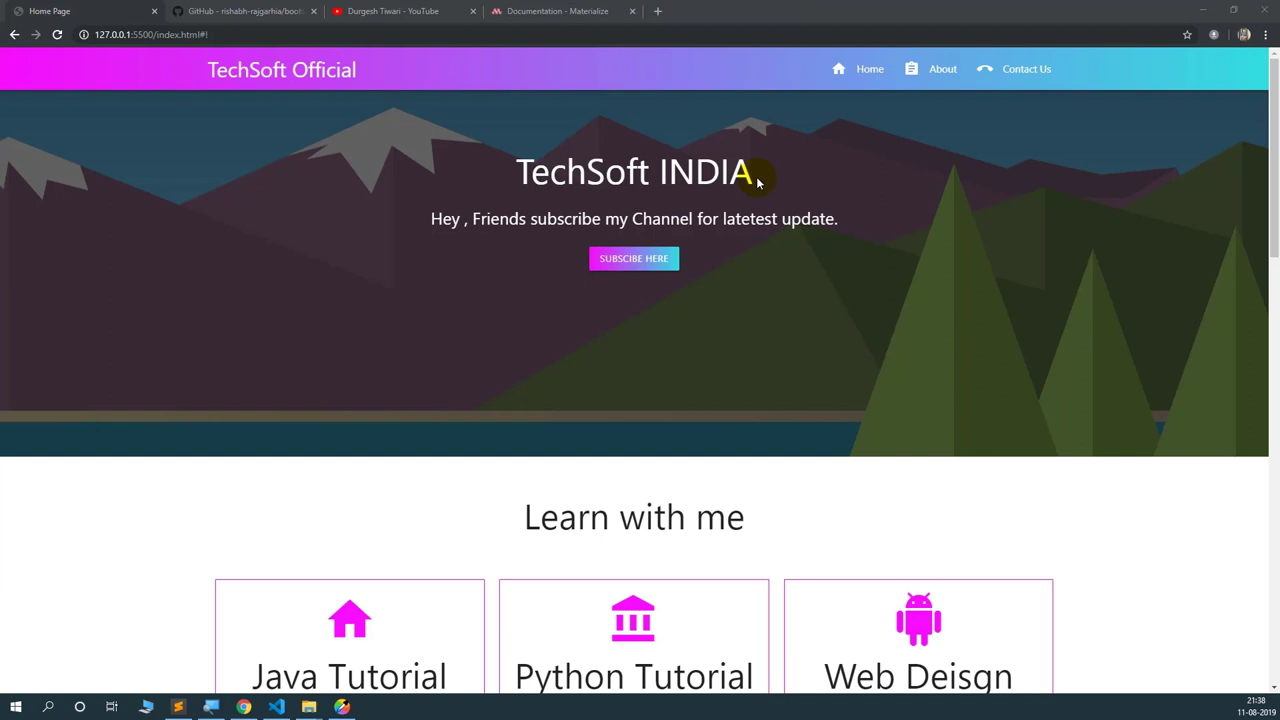 Home Page
GitHub - rishabh-rajgarhia/boot
Durgesh Tiwari - YouTube
Documentation - Materialize
127.0.0.1:5500/index.html#!
TechSoft Official
Home
About
Contact Us
TechSoft INDIA
Hey , Friends subscribe my Channel for latetest update.
SUBSCIBE HERE
Learn with me
Java Tutorial
Python Tutorial
Web Deisgn
21:38
11-08-2019